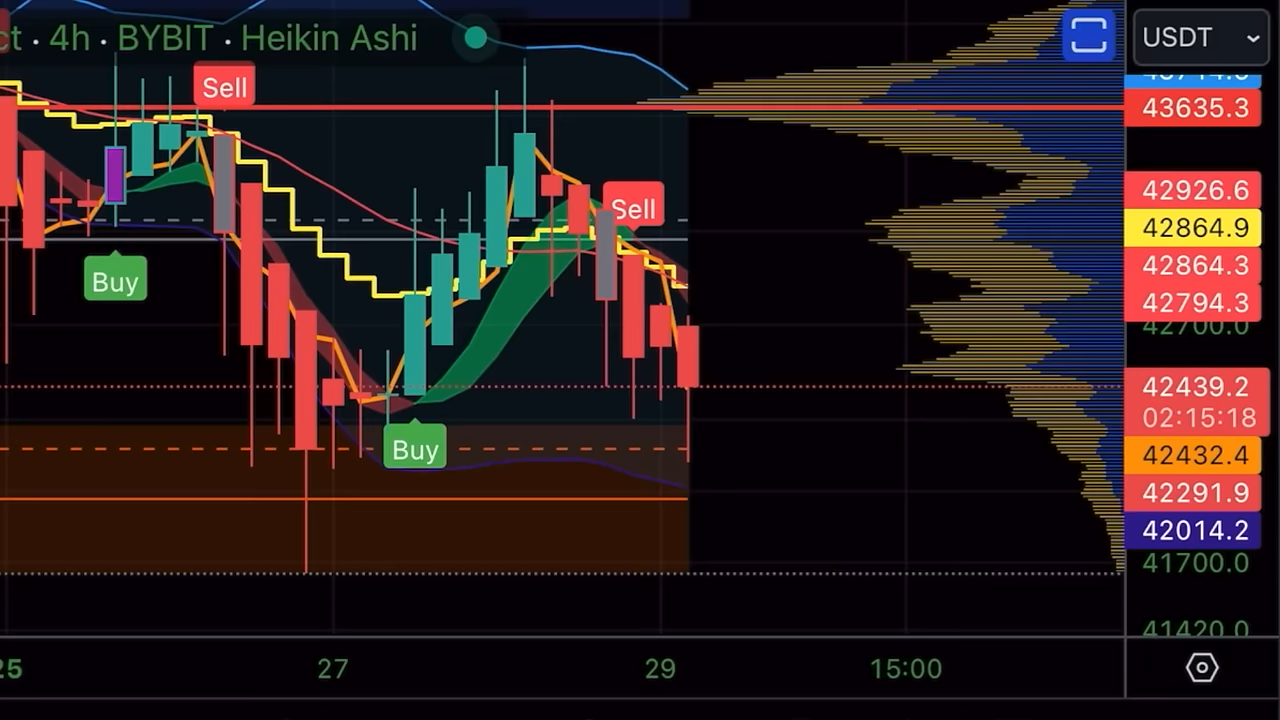 ct · 4h · BYBIT · Heikin Ashi
USDT
Sell
43635.3
Sell
42926.6
42864.9
42864.3
Buy
42794.3
42700.0
42439.2
02:15:18
Buy
42432.4
42291.9
42014.2
41700.0
41420.0
25
27
29
15:00